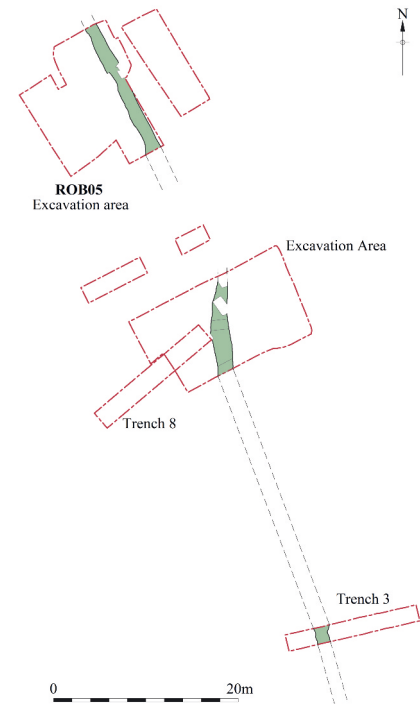 N
ROB05
Excavation area
Excavation Area
Trench 8
Trench 3
0 20m